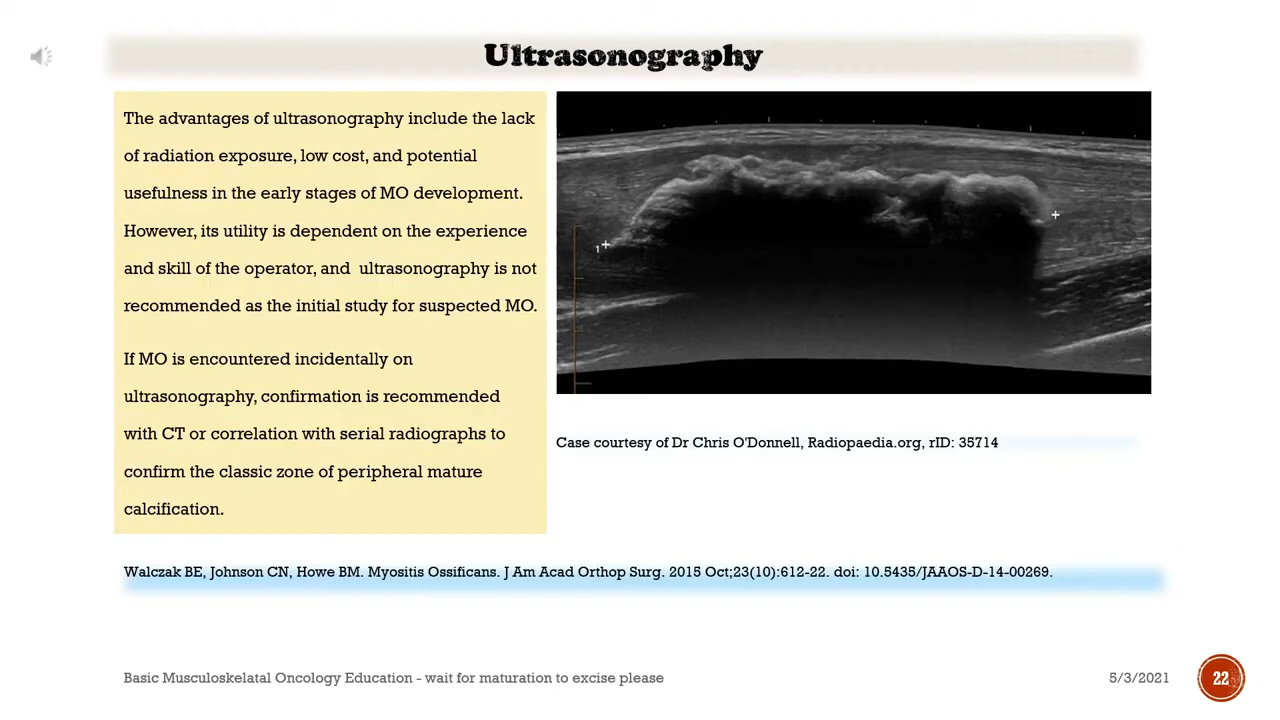 Ultrasonography
The advantages of ultrasonography include the lack
of radiation exposure, low cost, and potential
usefulness in the early stages of MO development.
However, its utility is dependent on the experience
and skill of the operator, and ultrasonography is not
recommended as the initial study for suspected MO.
If MO is encountered incidentally on
ultrasonography, confirmation is recommended
with CT or correlation with serial radiographs to
confirm the classic zone of peripheral mature
calcification.
1
Case courtesy of Dr Chris O'Donnell, Radiopaedia.org, rID: 35714
Walczak BE, Johnson CN, Howe BM. Myositis Ossificans. J Am Acad Orthop Surg. 2015 Oct;23(10):612-22. doi: 10.5435/JAAOS-D-14-00269.
Basic Musculoskelatal Oncology Education - wait for maturation to excise please
5/3/2021
22